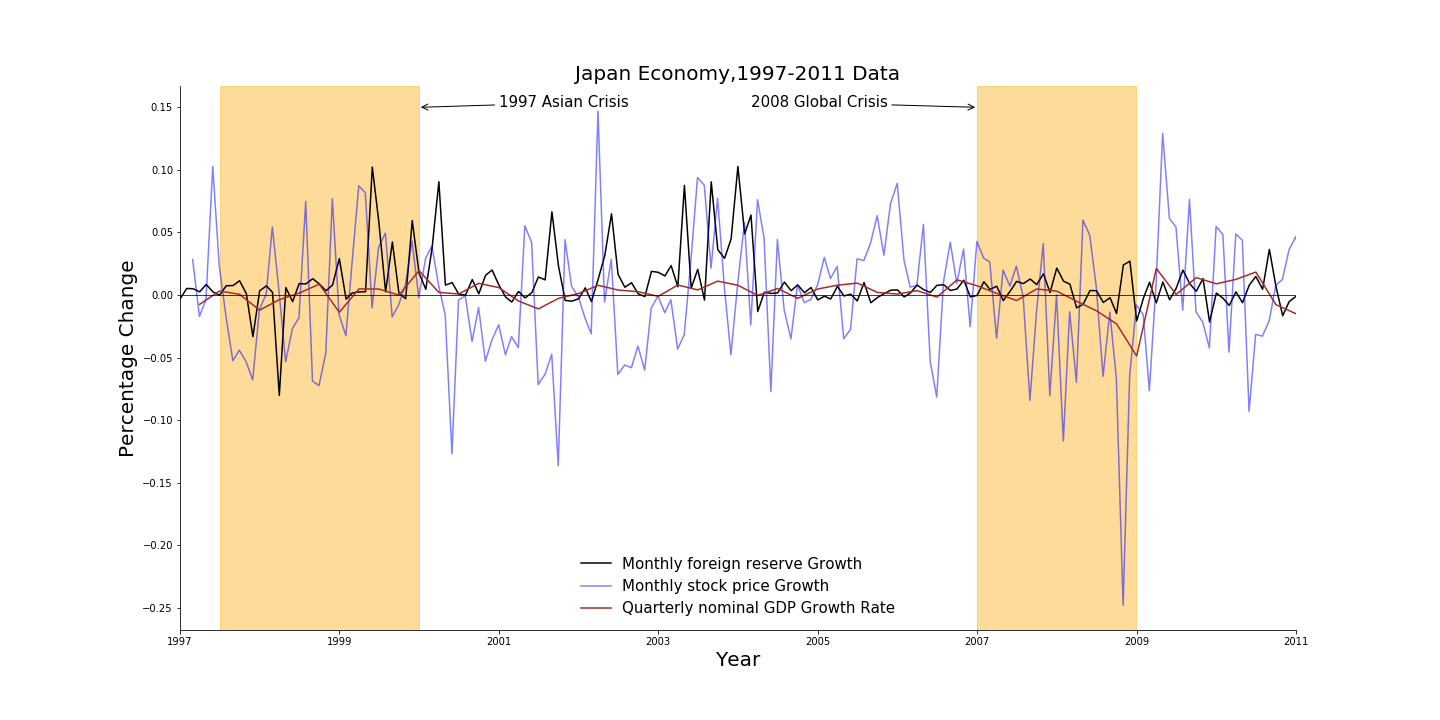 Japan Economy,1997-2011 Data
1997 Asian Crisis
2008 Global Crisis
Percentage Change
0.15
0.10
0.05
0.00
−0.05
−0.10
−0.15
−0.20
−0.25
Monthly foreign reserve Growth
Monthly stock price Growth
Quarterly nominal GDP Growth Rate
1997 1999 2001 2003 2005 2007 2009 2011
Year